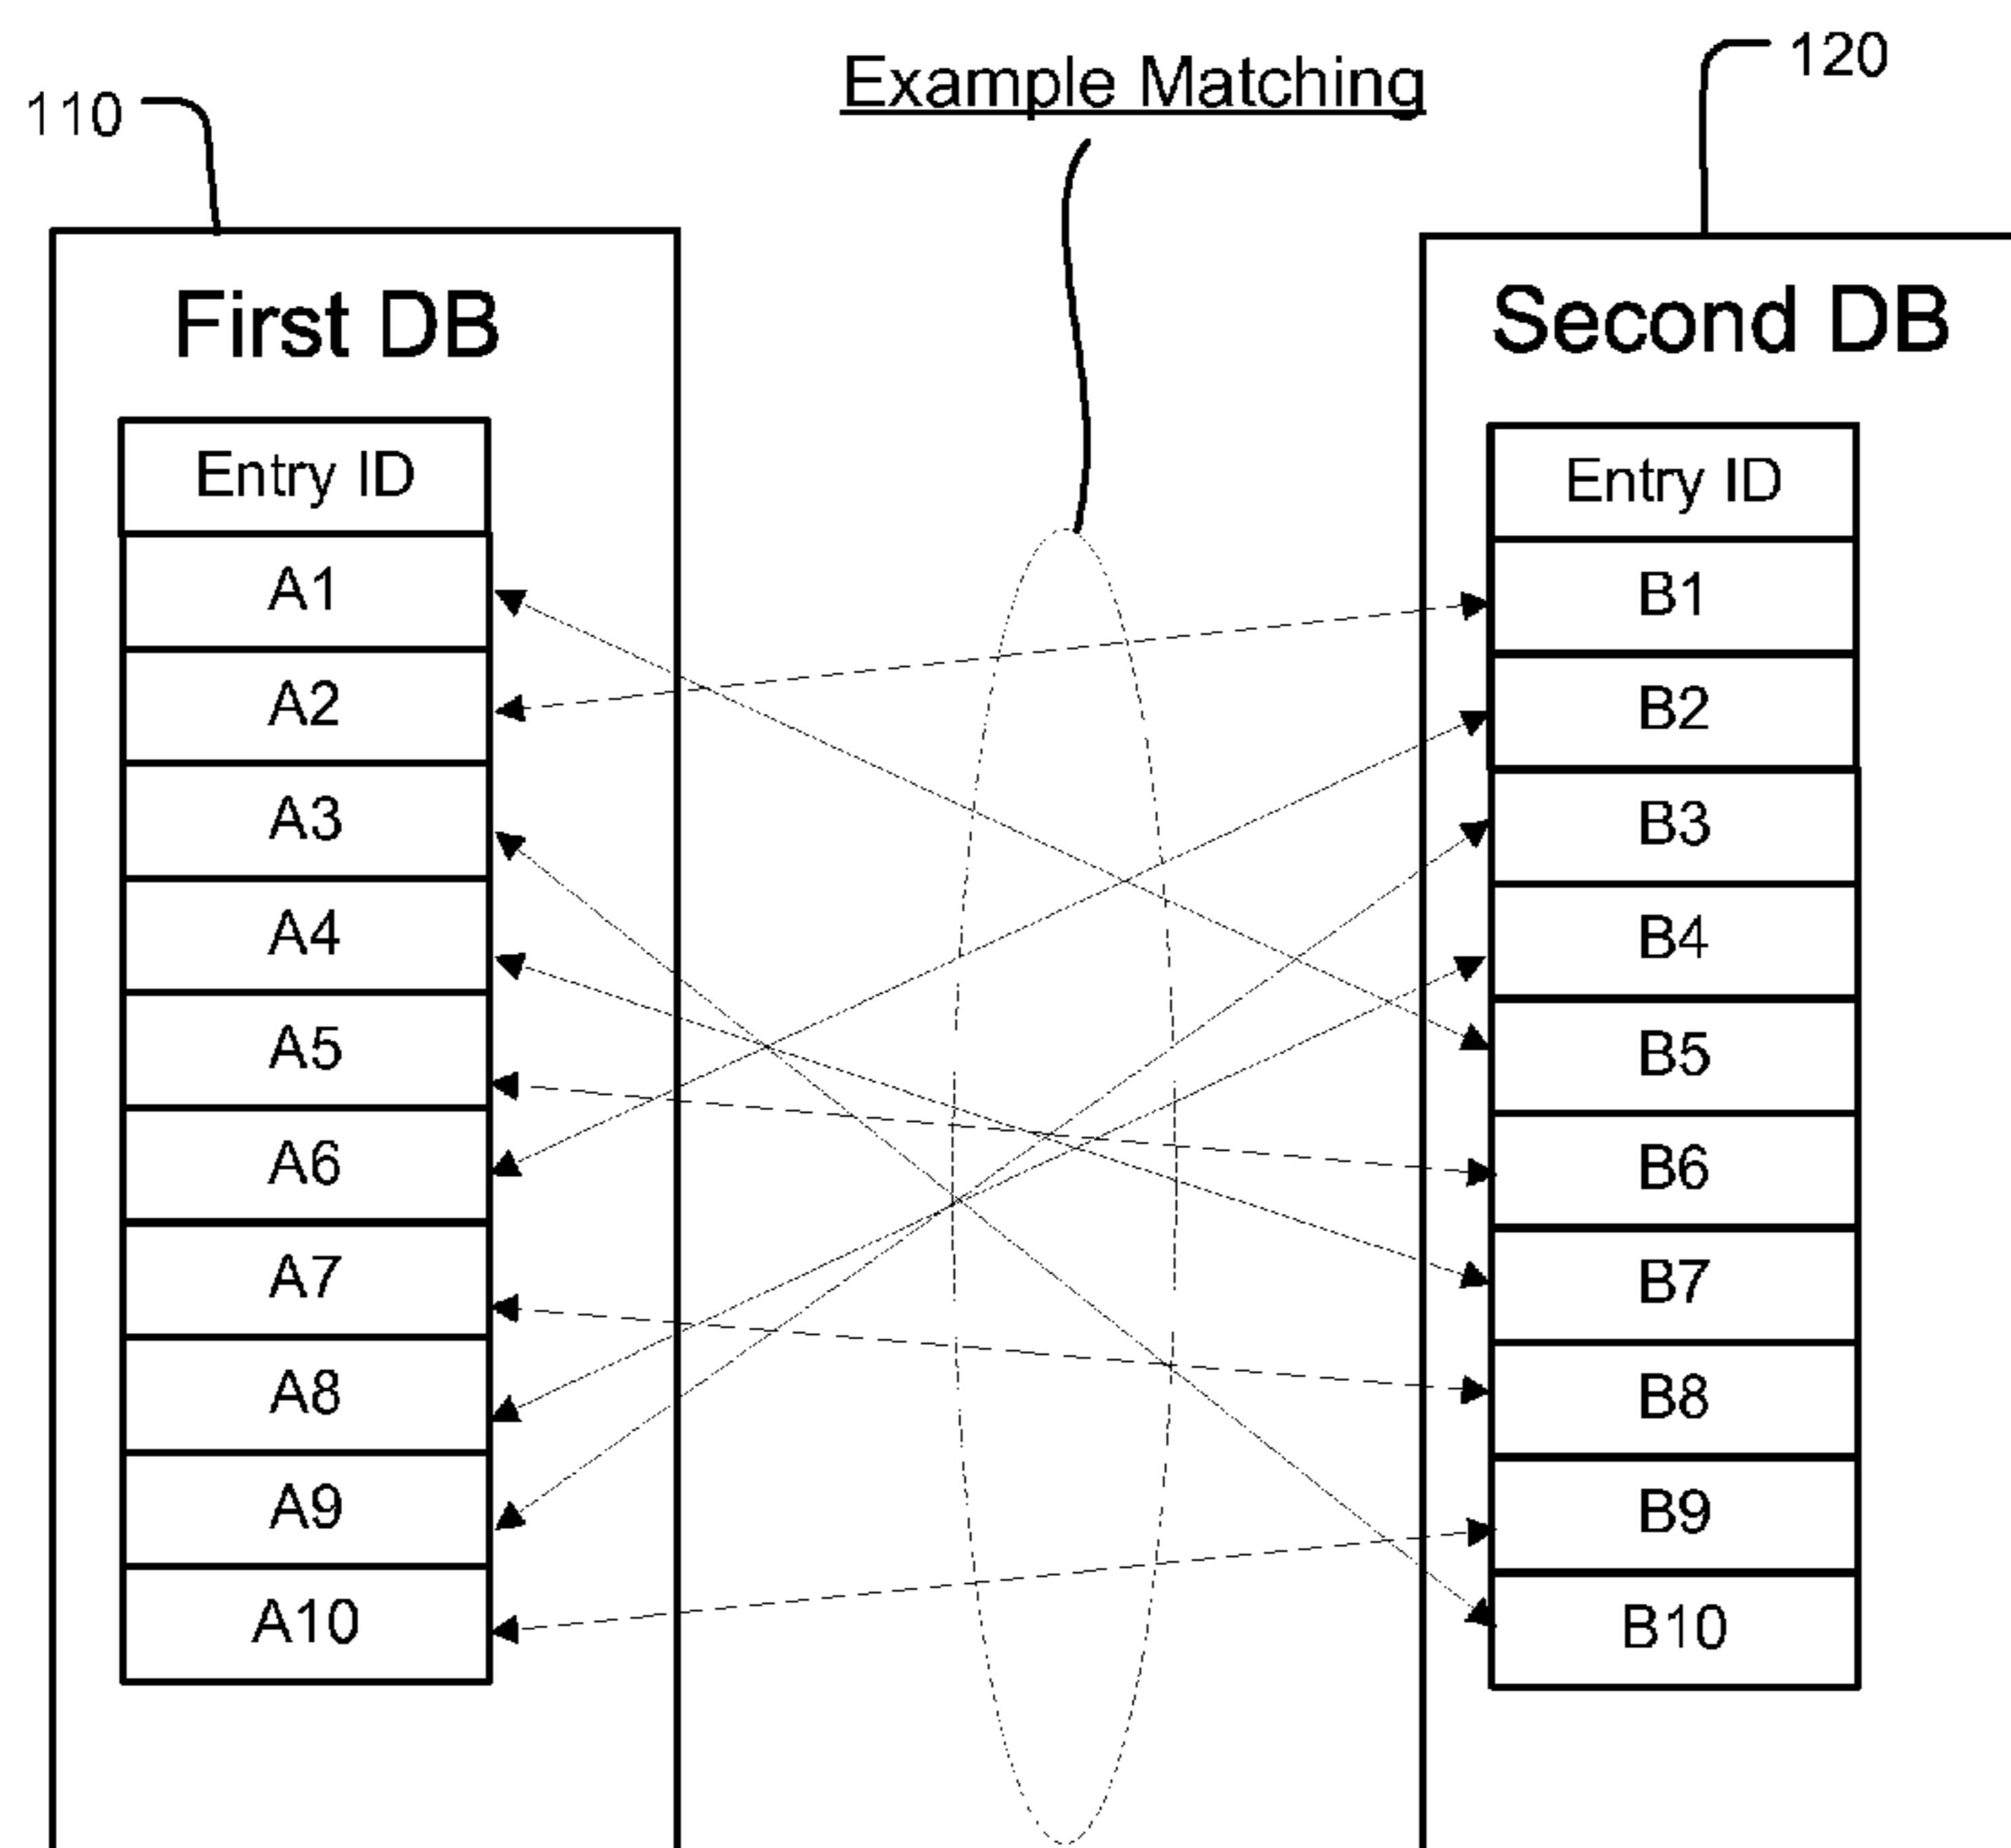 110
Example Matching
120
First DB
Entry ID
A1
A2
A3
A4
A5
A6
A7
A8
A9
A10
Second DB
Entry ID
B1
B2
B3
B4
B5
B6
B7
B8
B9
B10